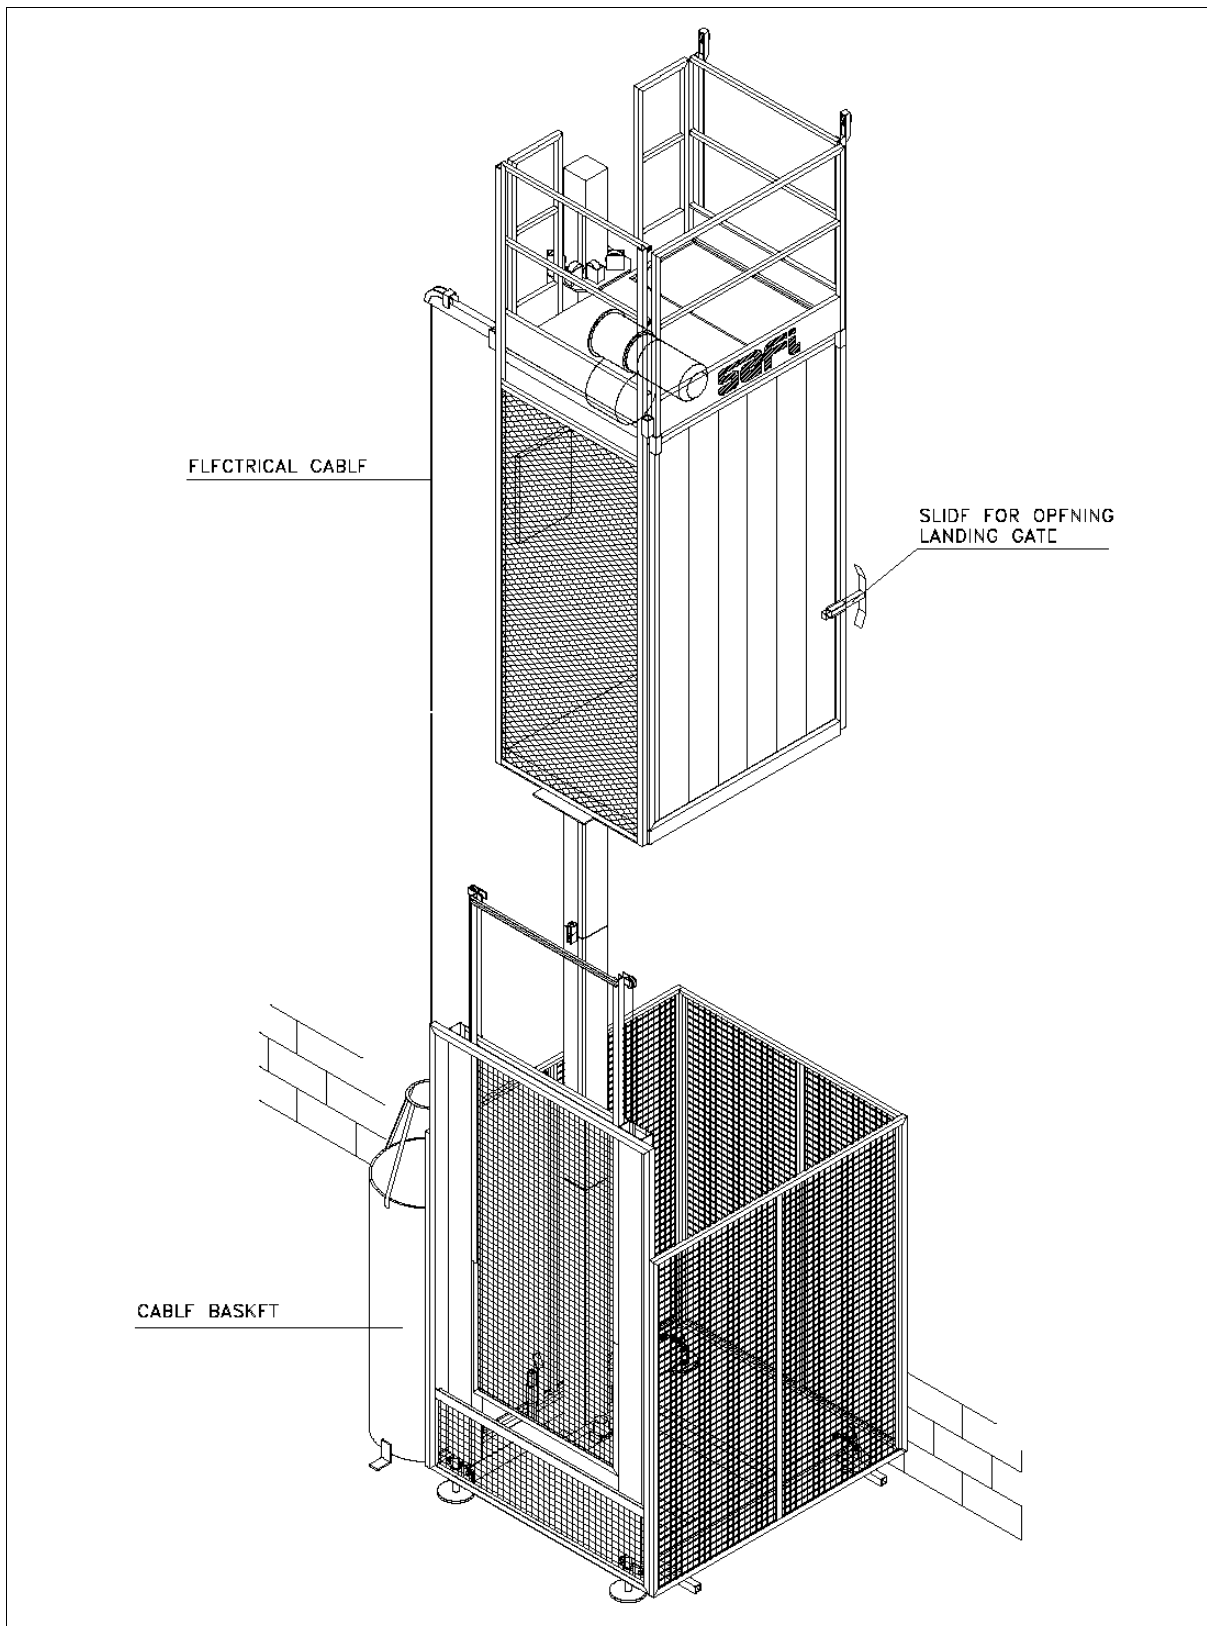 safi
FLFCTRICAL CABLF
SLIDF FOR OPFNING
LANDING GATE
CABLF BASKFT